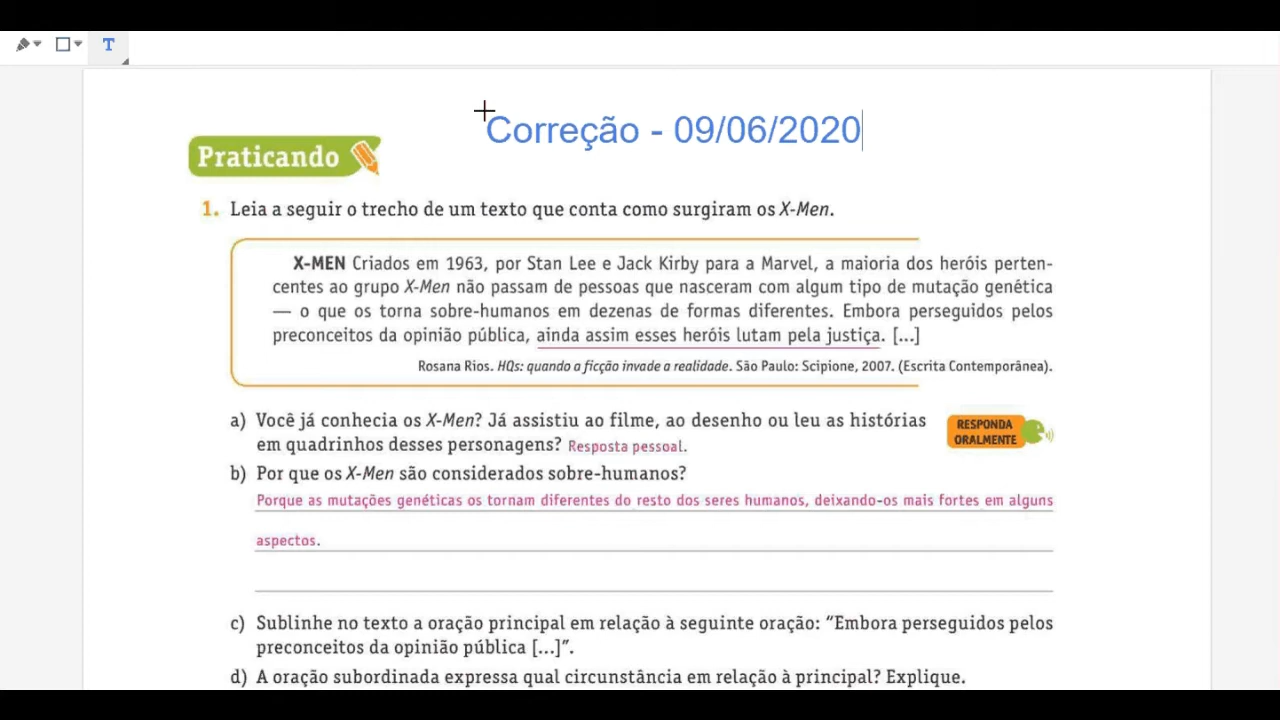 T
Correção - 09/06/2020
Praticando
1. Leia a seguir o trecho de um texto que conta como surgiram os X-Men.
X-MEN Criados em 1963, por Stan Lee e Jack Kirby para a Marvel, a maioria dos heróis perten-
centes ao grupo X-Men não passam de pessoas que nasceram com algum tipo de mutação genética
— o que os torna sobre-humanos em dezenas de formas diferentes. Embora perseguidos pelos
preconceitos da opinião pública, ainda assim esses heróis lutam pela justiça. [...]
Rosana Rios. HQs: quando a ficção invade a realidade. São Paulo: Scipione, 2007. (Escrita Contemporânea).
a) Você já conhecia os X-Men? Já assistiu ao filme, ao desenho ou leu as histórias
em quadrinhos desses personagens? Resposta pessoal.
RESPONDA
ORALMENTE
b) Por que os X-Men são considerados sobre-humanos?
Porque as mutações genéticas os tornam diferentes do resto dos seres humanos, deixando-os mais fortes em alguns
aspectos.
c) Sublinhe no texto a oração principal em relação à seguinte oração: “Embora perseguidos pelos
preconceitos da opinião pública [...]”.
d) A oração subordinada expressa qual circunstância em relação à principal? Explique.